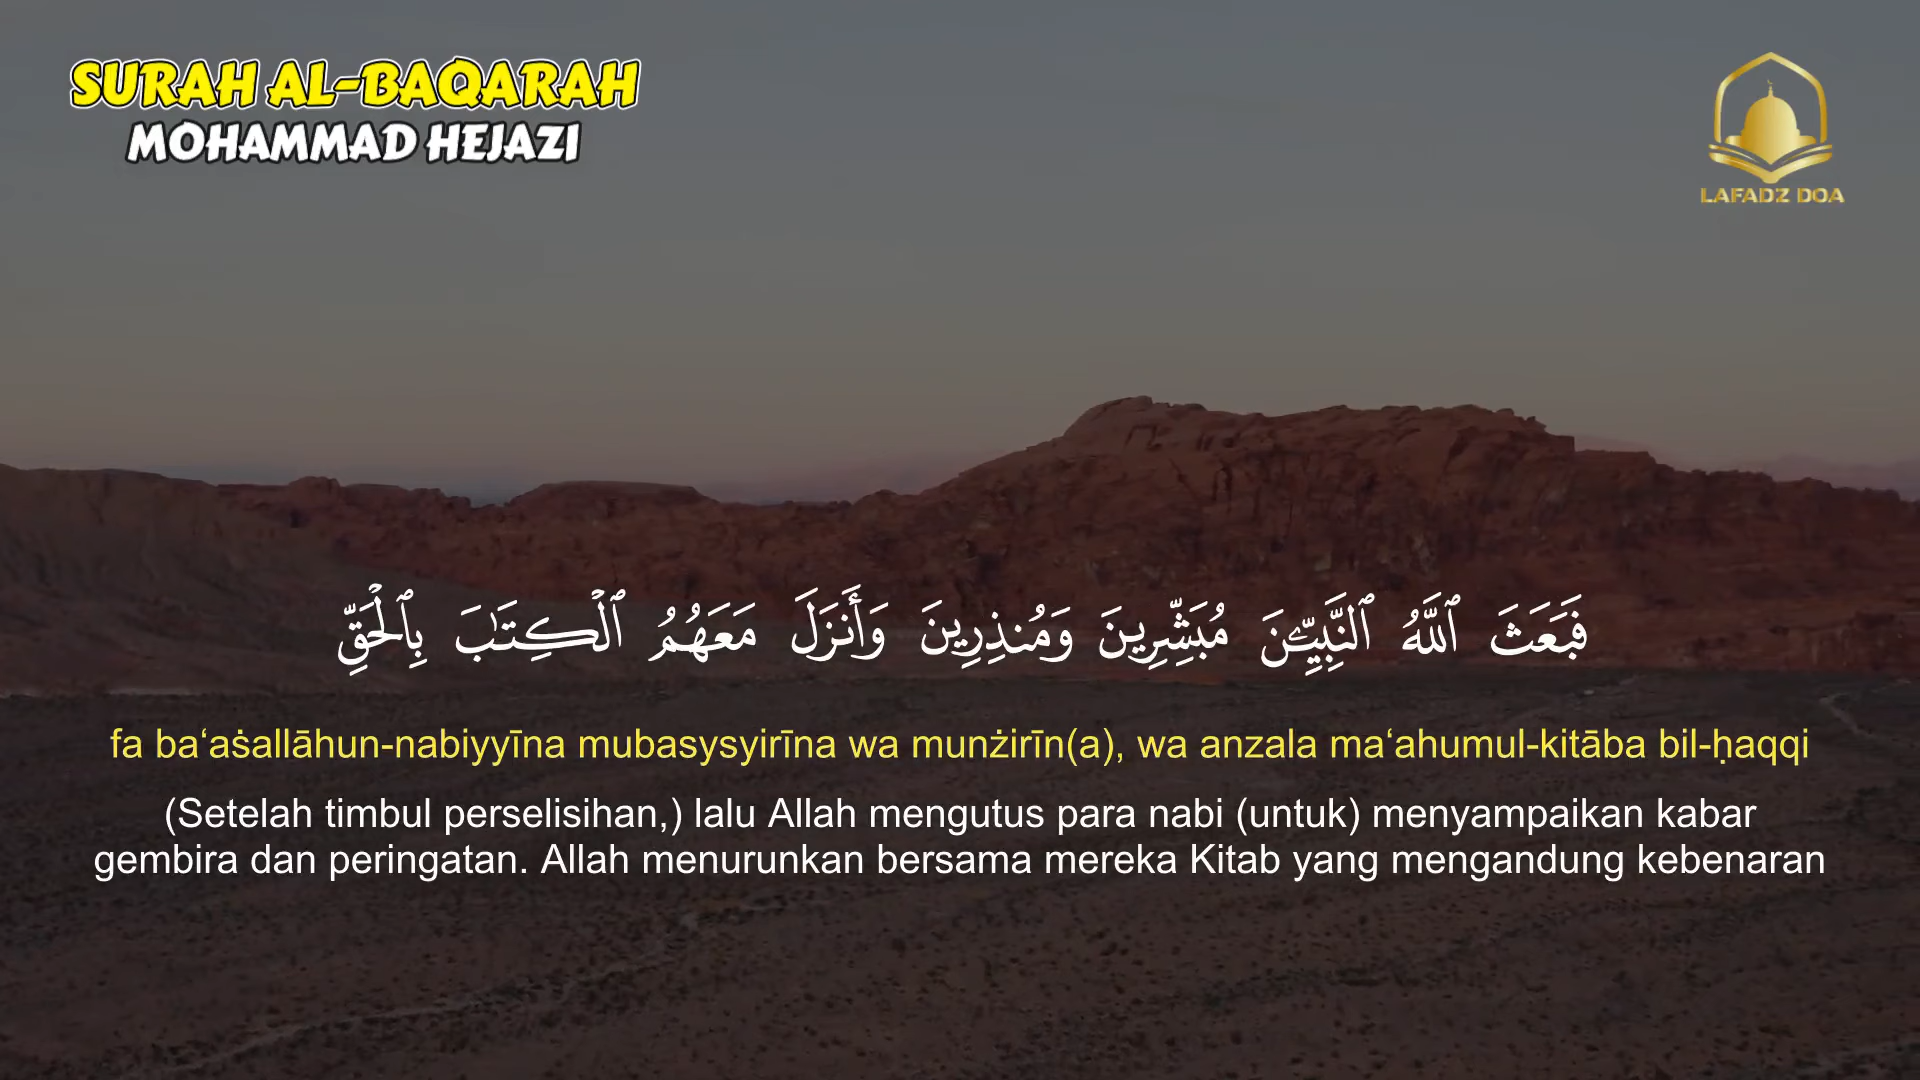 SURAH AL-BAQARAH
MOHAMMAD HEJAZI
LAFADZ DOA
فَبَعَثَ ٱللَّهُ ٱلنَّبِيِّـۧنَ مُبَشِّرِينَ وَمُنذِرِينَ وَأَنزَلَ مَعَهُمُ ٱلْكِتَـٰبَ بِٱلْحَقِّ
fa ba‘aṡallāhun-nabiyyīna mubasysyirīna wa munżirīn(a), wa anzala ma‘ahumul-kitāba bil-ḥaqqi
(Setelah timbul perselisihan,) lalu Allah mengutus para nabi (untuk) menyampaikan kabar
gembira dan peringatan. Allah menurunkan bersama mereka Kitab yang mengandung kebenaran